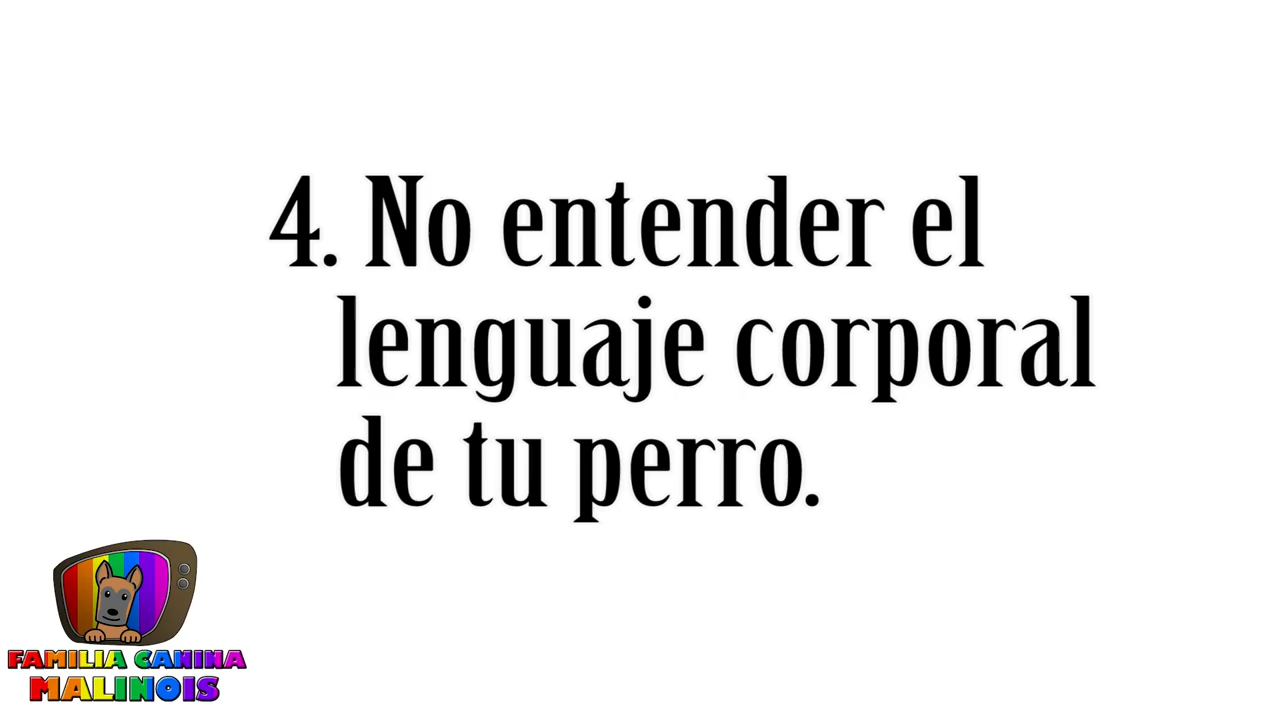 4. No entender el
lenguaje corporal
de tu perro.
FAMILIA CANINA
MALINOIS